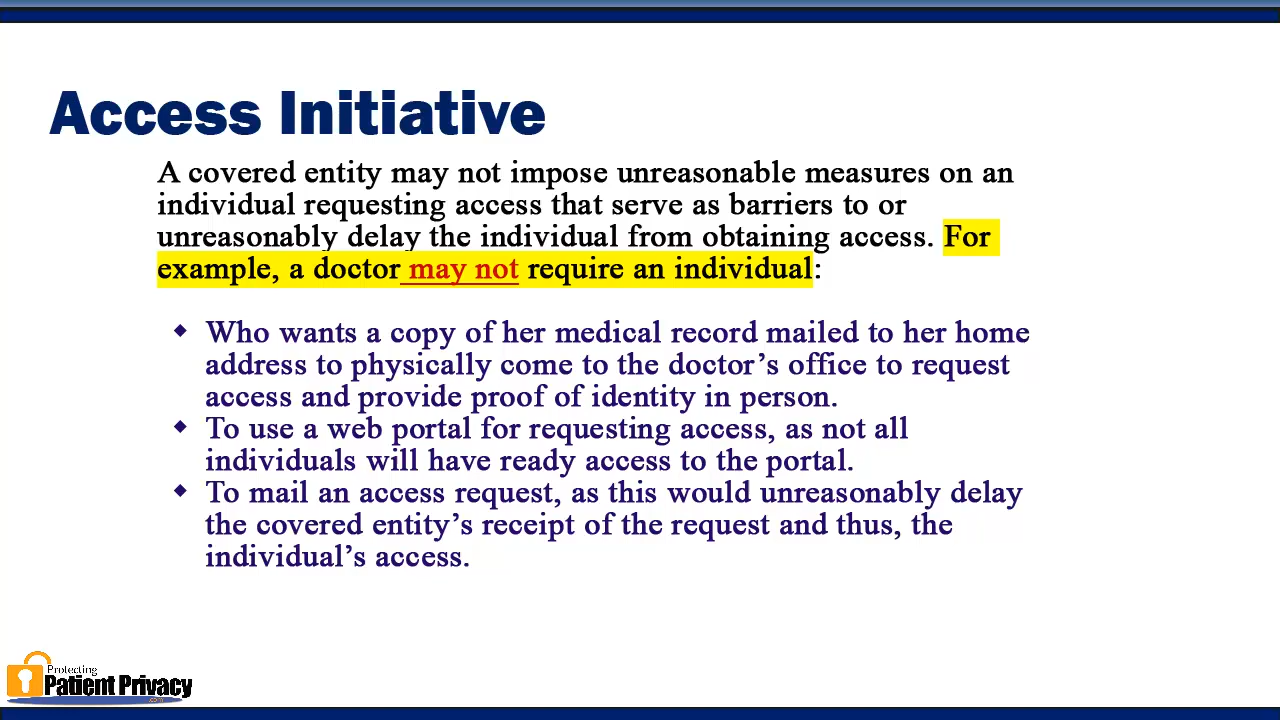 Access Initiative
A covered entity may not impose unreasonable measures on an
individual requesting access that serve as barriers to or
unreasonably delay the individual from obtaining access. For
example, a doctor may not require an individual:
◆ Who wants a copy of her medical record mailed to her home
address to physically come to the doctor’s office to request
access and provide proof of identity in person.
◆ To use a web portal for requesting access, as not all
individuals will have ready access to the portal.
◆ To mail an access request, as this would unreasonably delay
the covered entity’s receipt of the request and thus, the
individual’s access.
Protecting
Patient Privacy
.com